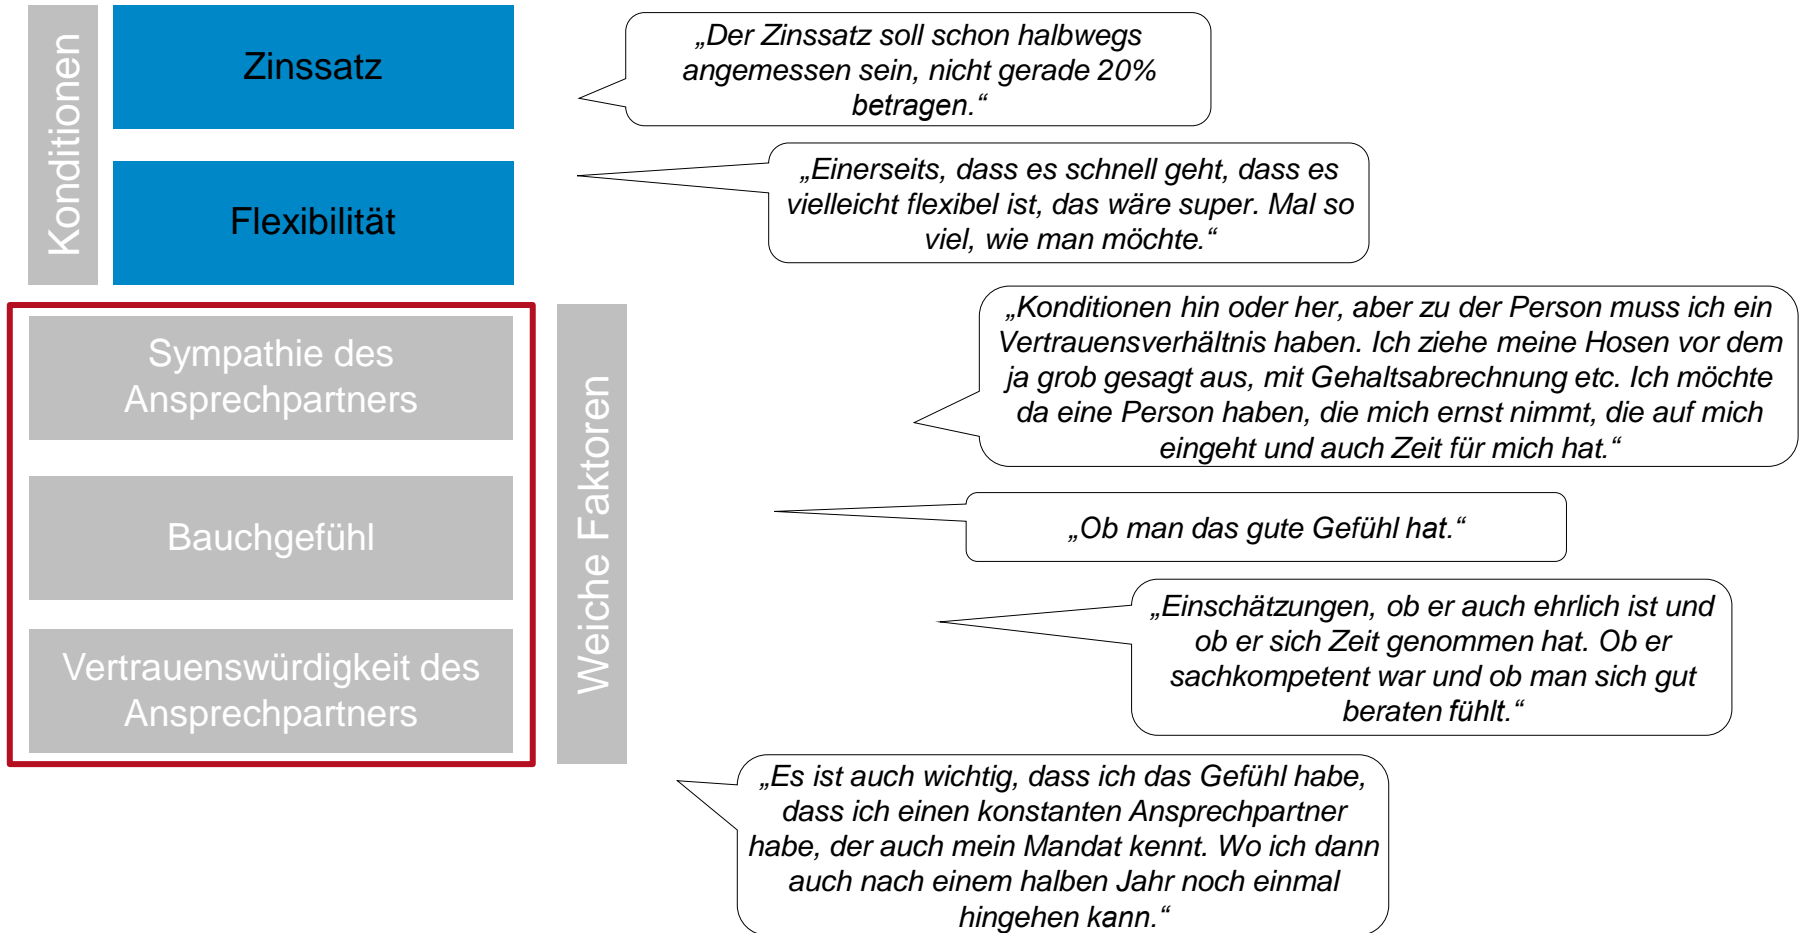 Konditionen
Zinssatz
„Der Zinssatz soll schon halbwegs
angemessen sein, nicht gerade 20%
betragen.“
Flexibilität
„Einerseits, dass es schnell geht, dass es
vielleicht flexibel ist, das wäre super. Mal so
viel, wie man möchte.“
Weiche Faktoren
Sympathie des
Ansprechpartners
„Konditionen hin oder her, aber zu der Person muss ich ein
Vertrauensverhältnis haben. Ich ziehe meine Hosen vor dem
ja grob gesagt aus, mit Gehaltsabrechnung etc. Ich möchte
da eine Person haben, die mich ernst nimmt, die auf mich
eingeht und auch Zeit für mich hat.“
Bauchgefühl
„Ob man das gute Gefühl hat.“
Vertrauenswürdigkeit des
Ansprechpartners
„Einschätzungen, ob er auch ehrlich ist und
ob er sich Zeit genommen hat. Ob er
sachkompetent war und ob man sich gut
beraten fühlt.“
„Es ist auch wichtig, dass ich das Gefühl habe,
dass ich einen konstanten Ansprechpartner
habe, der auch mein Mandat kennt. Wo ich dann
auch nach einem halben Jahr noch einmal
hingehen kann.“